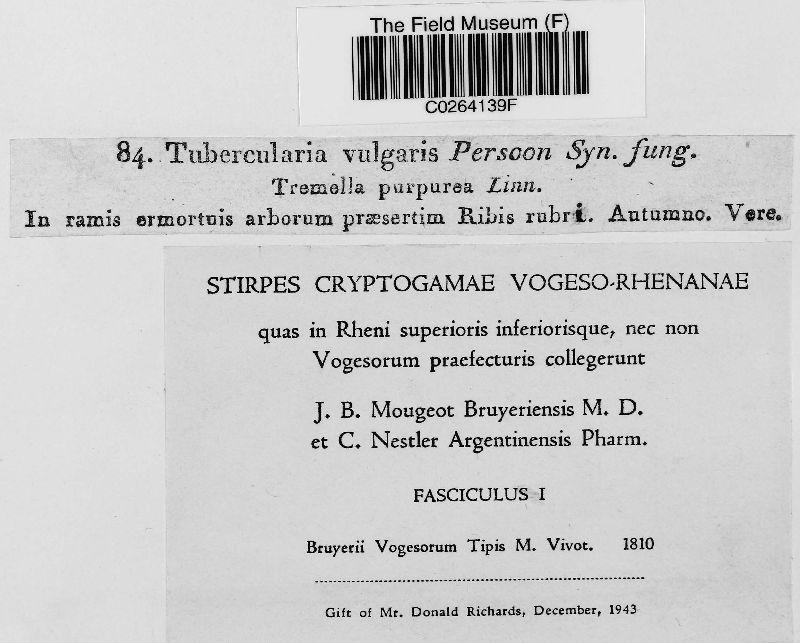 The Field Museum (F)
C0264139F
84. Tubercularia vulgaris Persoon Syn. fung.
Tremella purpurea Linn.
In ramis ermortuis arborum præsertim Ribis rubri. Autumno. Vere.
STIRPES CRYPTOGAMAE VOGESO-RHENANAE
quas in Rheni superioris inferiorisque, nec non
Vogesorum praefecturis collegerunt
J. B. Mougeot Bruyeriensis M. D.
et C. Nestler Argentinensis Pharm.
FASCICULUS I
Bruyerii Vogesorum Tipis M. Vivot. 1810
Gift of Mr. Donald Richards, December, 1943